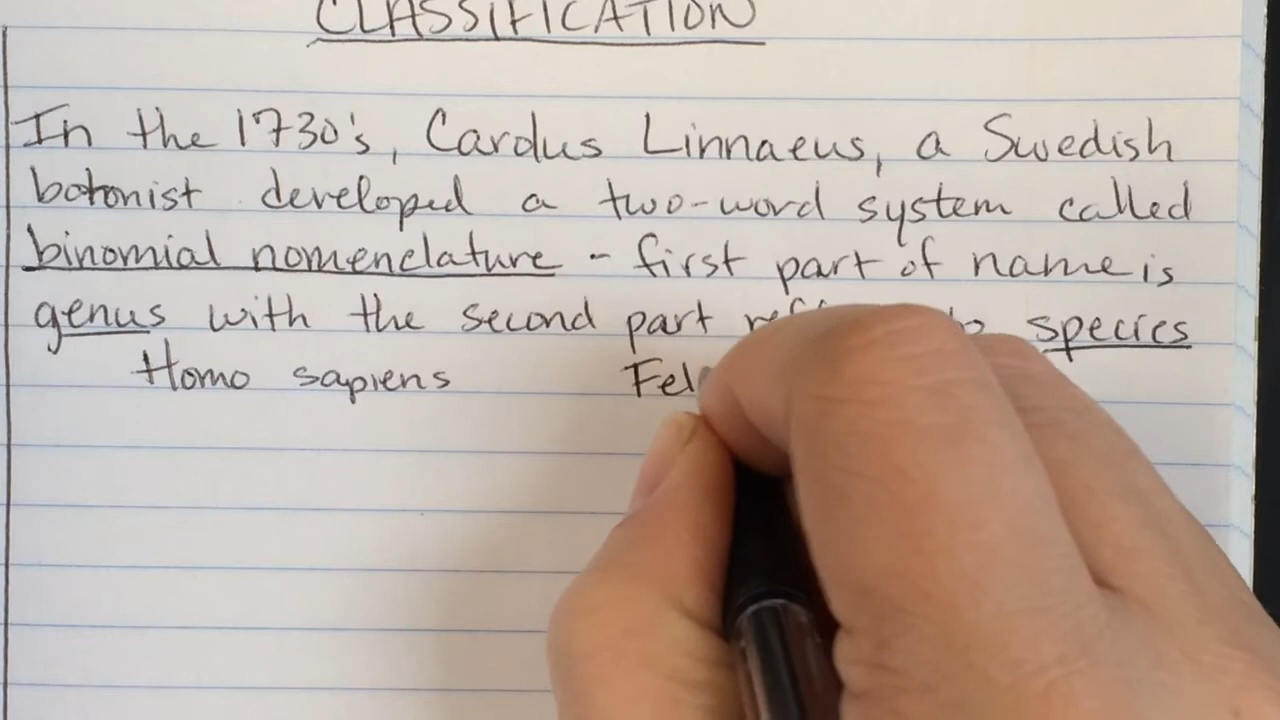 CLASSIFICATION
In the 1730's, Carolus Linnaeus, a Swedish
botonist developed a two-word system called
binomial nomenclature - first part of name is
genus with the second part species
Homo sapiens Fel